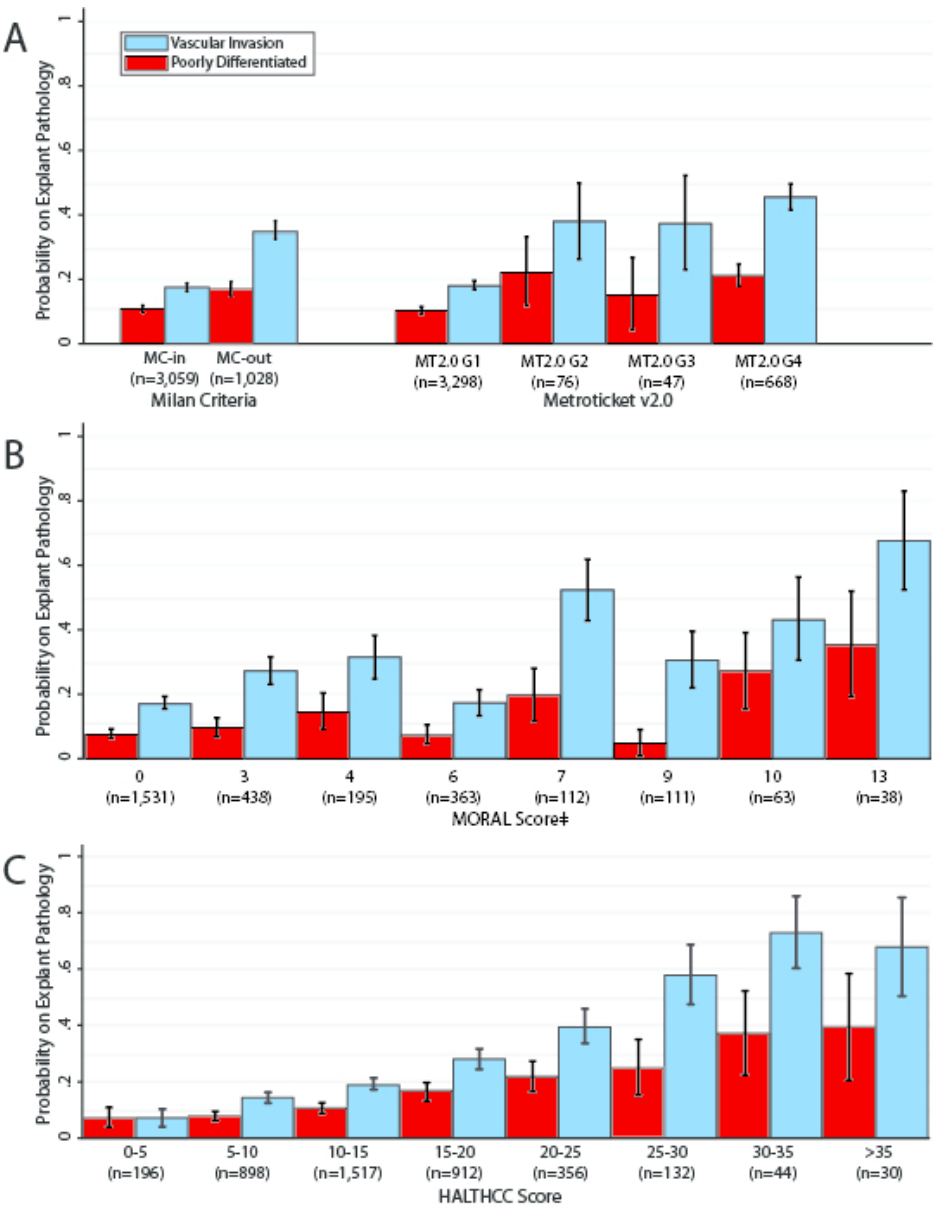 A
Vascular Invasion
Poorly Differentiated
Probability on Explant Pathology
1
.8
.6
.4
.2
0
MC-in MC-out
(n=3,059) (n=1,028)
Milan Criteria
MT2.0 G1 MT2.0 G2 MT2.0 G3 MT2.0 G4
(n=3,298) (n=76) (n=47) (n=668)
Metroticket v2.0
B
Probability on Explant Pathology
1
.8
.6
.4
.2
0
0 3 4 6 7 9 10 13
(n=1,531) (n=438) (n=195) (n=363) (n=112) (n=111) (n=63) (n=38)
MORAL Score‡
C
Probability on Explant Pathology
1
.8
.6
.4
.2
0
0-5 5-10 10-15 15-20 20-25 25-30 30-35 >35
(n=196) (n=898) (n=1,517) (n=912) (n=356) (n=132) (n=44) (n=30)
HALTHCC Score